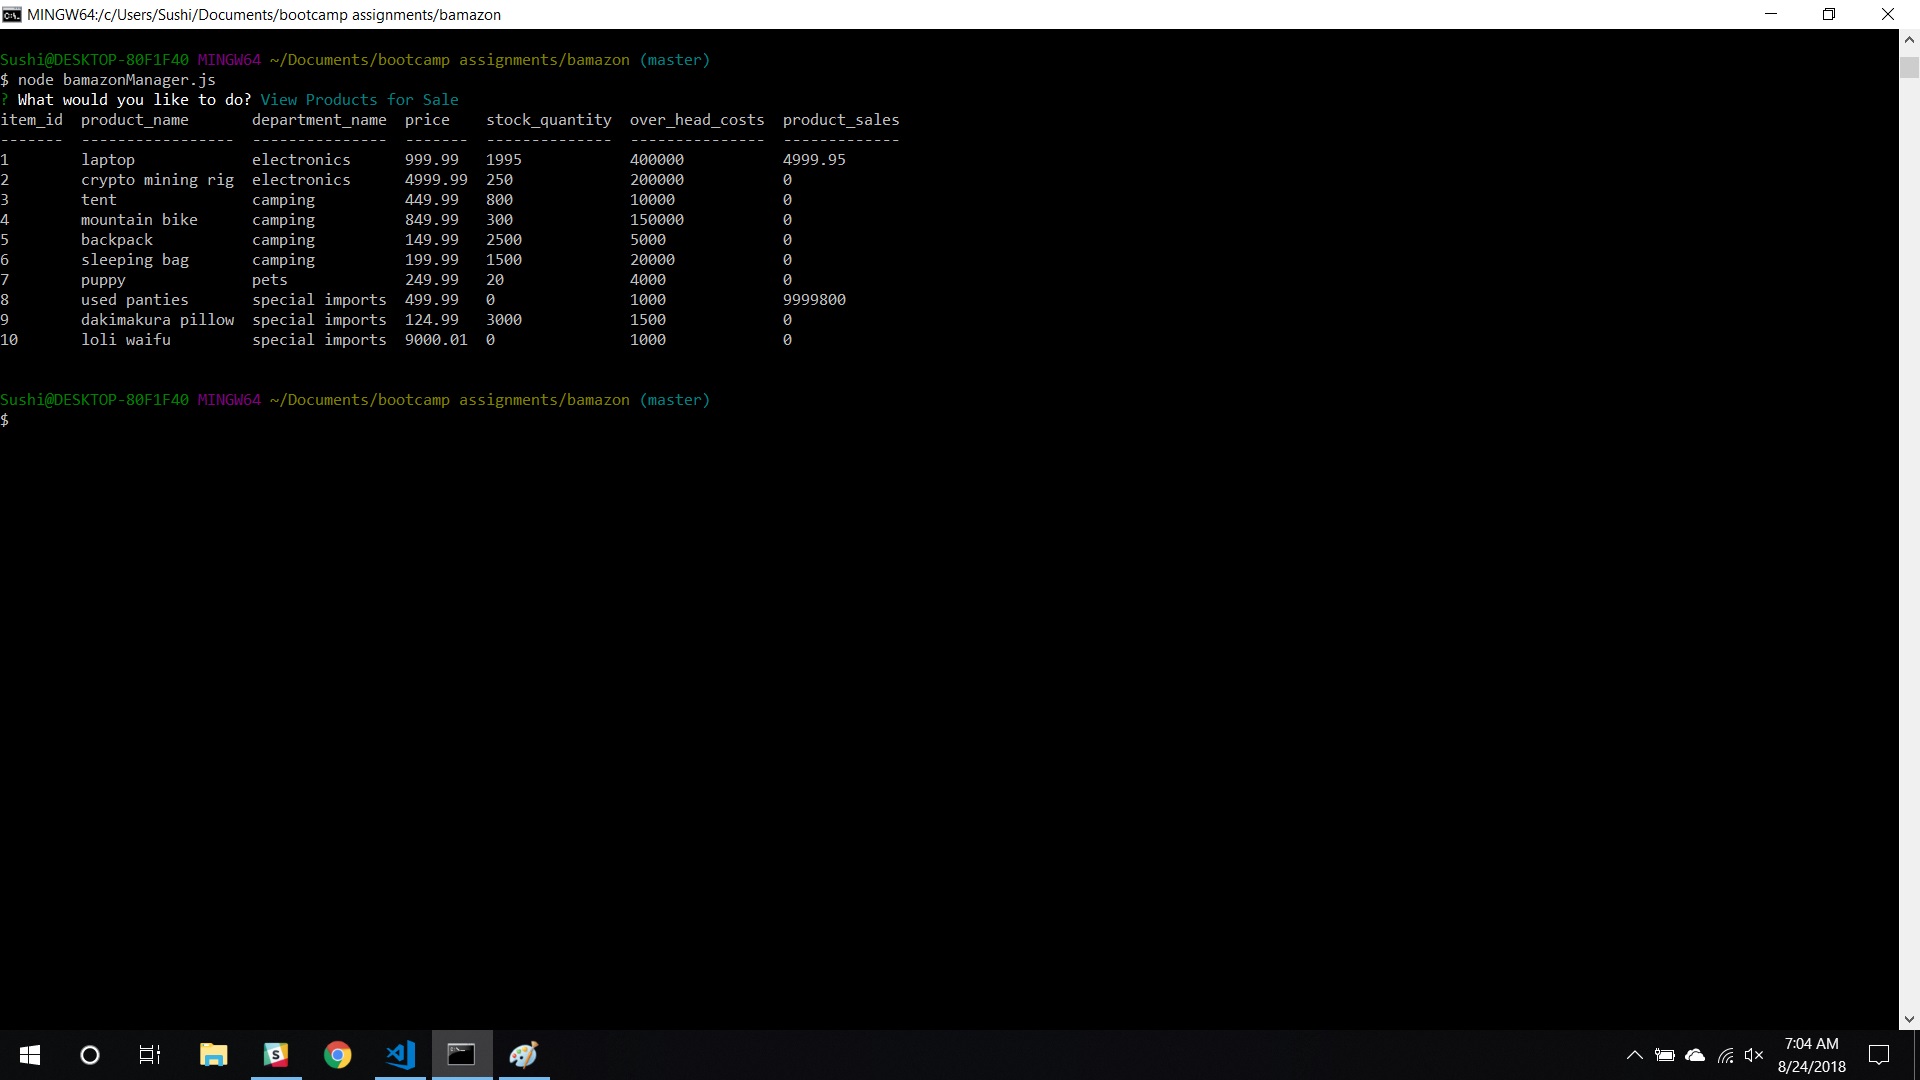 MINGW64:/c/Users/Sushi/Documents/bootcamp assignments/bamazon
Sushi@DESKTOP-80F1F40 MINGW64 ~/Documents/bootcamp assignments/bamazon (master)
$ node bamazonManager.js
? What would you like to do? View Products for Sale
item_id  product_name       department_name  price    stock_quantity  over_head_costs  product_sales
-------  -----------------  ---------------  -------  --------------  ---------------  -------------
1        laptop             electronics      999.99   1995            400000           4999.95
2        crypto mining rig  electronics      4999.99  250             200000           0
3        tent               camping          449.99   800             10000            0
4        mountain bike      camping          849.99   300             150000           0
5        backpack           camping          149.99   2500            5000             0
6        sleeping bag       camping          199.99   1500            20000            0
7        puppy              pets             249.99   20              4000             0
8        used panties       special imports  499.99   0               1000             9999800
9        dakimakura pillow  special imports  124.99   3000            1500             0
10       loli waifu         special imports  9000.01  0               1000             0
Sushi@DESKTOP-80F1F40 MINGW64 ~/Documents/bootcamp assignments/bamazon (master)
$
7:04 AM
8/24/2018